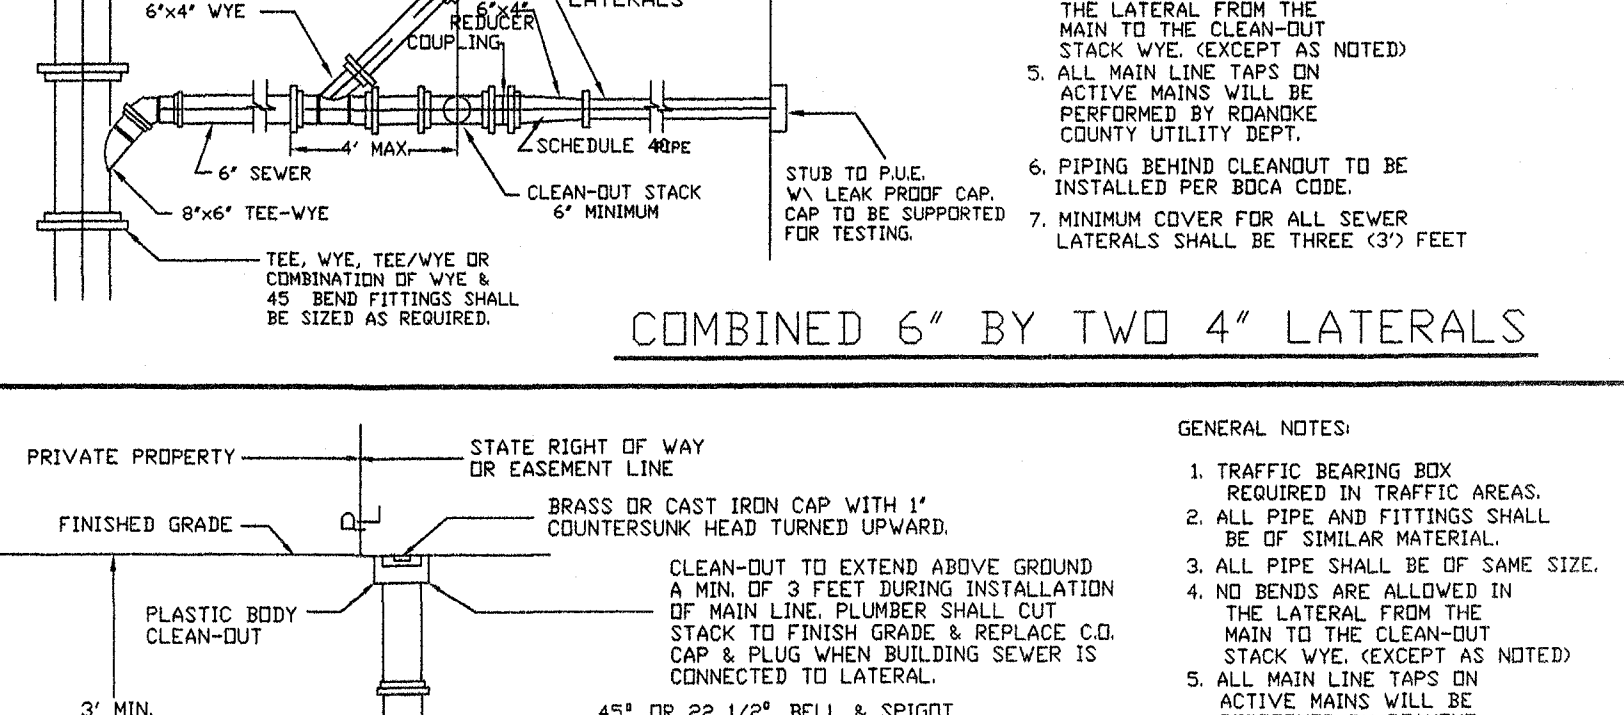 6"x4" WYE
6"x4"
REDUCER
COUPLING
LATERALS
4' MAX.
SCHEDULE 40 PIPE
6" SEWER
8"x6" TEE-WYE
CLEAN-OUT STACK
6" MINIMUM
STUB TO P.U.E.
W\ LEAK PROOF CAP.
CAP TO BE SUPPORTED
FOR TESTING.
TEE, WYE, TEE/WYE OR
COMBINATION OF WYE &
45 BEND FITTINGS SHALL
BE SIZED AS REQUIRED.
THE LATERAL FROM THE
MAIN TO THE CLEAN-OUT
STACK WYE. (EXCEPT AS NOTED)
5. ALL MAIN LINE TAPS ON
ACTIVE MAINS WILL BE
PERFORMED BY ROANOKE
COUNTY UTILITY DEPT.
6. PIPING BEHIND CLEANOUT TO BE
INSTALLED PER BOCA CODE.
7. MINIMUM COVER FOR ALL SEWER
LATERALS SHALL BE THREE (3') FEET
COMBINED 6" BY TWO 4" LATERALS
PRIVATE PROPERTY
STATE RIGHT OF WAY
OR EASEMENT LINE
FINISHED GRADE
BRASS OR CAST IRON CAP WITH 1"
COUNTERSUNK HEAD TURNED UPWARD.
PLASTIC BODY
CLEAN-OUT
CLEAN-OUT TO EXTEND ABOVE GROUND
A MIN. OF 3 FEET DURING INSTALLATION
OF MAIN LINE. PLUMBER SHALL CUT
STACK TO FINISH GRADE & REPLACE C.O.
CAP & PLUG WHEN BUILDING SEWER IS
CONNECTED TO LATERAL.
3' MIN.
45° OR 22 1/2° BELL & SPIGOT
GENERAL NOTES:
1. TRAFFIC BEARING BOX
REQUIRED IN TRAFFIC AREAS.
2. ALL PIPE AND FITTINGS SHALL
BE OF SIMILAR MATERIAL.
3. ALL PIPE SHALL BE OF SAME SIZE.
4. NO BENDS ARE ALLOWED IN
THE LATERAL FROM THE
MAIN TO THE CLEAN-OUT
STACK WYE. (EXCEPT AS NOTED)
5. ALL MAIN LINE TAPS ON
ACTIVE MAINS WILL BE